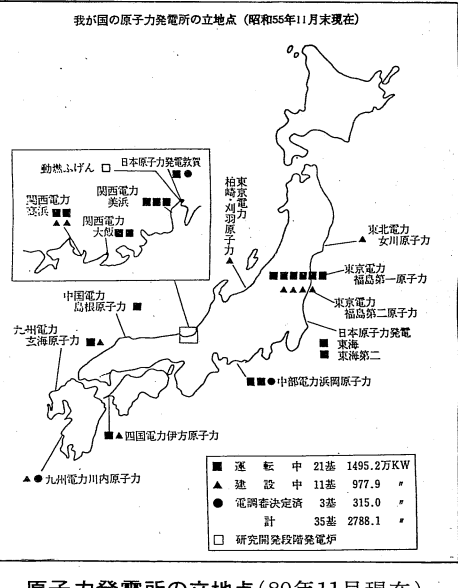 我が国の原子力発電所の立地点（昭和55年11月末現在）
動燃ふげん □
日本原子力発電敦賀
■ ●
関西電力
高浜 ■■
▲▲
関西電力
美浜 ■■■
関西電力
大飯 ■■
東京電力
柏崎・刈羽原子力
▲
東北電力
▲ 女川原子力
■■■■■■ 東京電力
福島第一原子力
▲▲▲▲ 東京電力
福島第二原子力
日本原子力発電
■ 東海
■ 東海第二
中国電力
島根原子力 ■
九州電力
玄海原子力 ■▲
■■●中部電力浜岡原子力
■▲四国電力伊方原子力
▲●九州電力川内原子力
■ 運転中 21基 1495.2万KW
▲ 建設中 11基 977.9 〃
● 電調審決定済 3基 315.0 〃
計 35基 2788.1 〃
□ 研究開発段階発電炉
原子力発電所の立地点(80年11月現在)